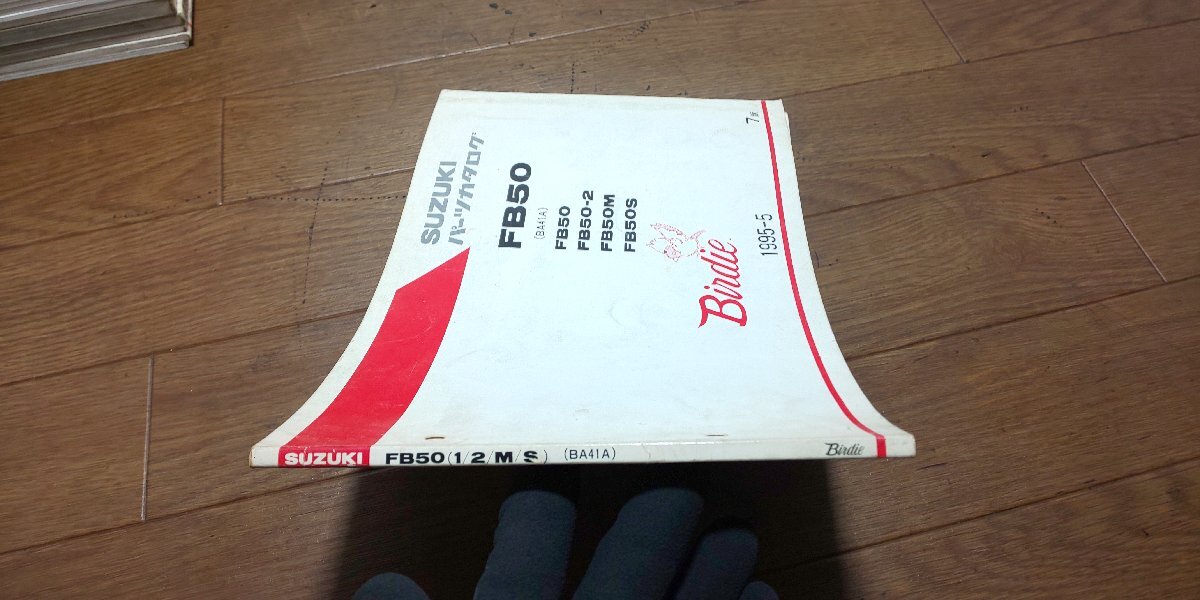 SUZUKI
パーツカタログ
FB50
(BA41A)
FB50
FB50-2
FB50M
FB50S
Birdie
1995-5
7版
SUZUKI FB50(1/2/M/S) (BA41A) Birdie